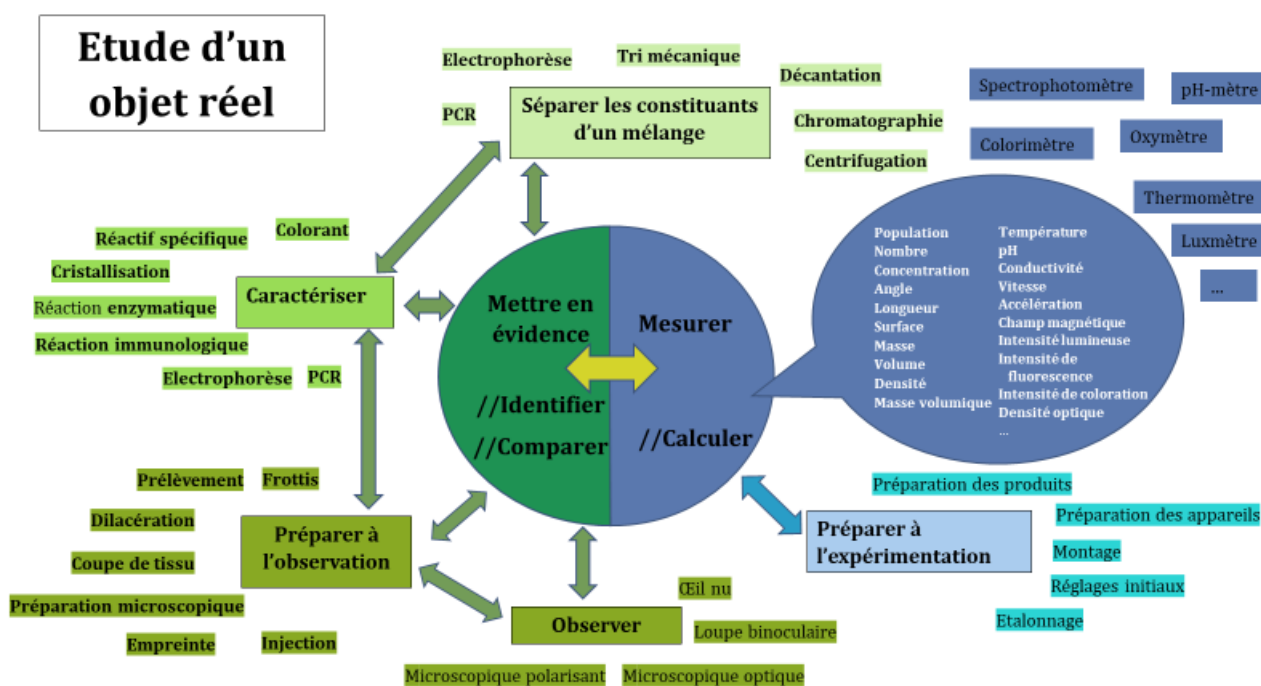 Etude d'un
objet réel
Electrophorèse
Tri mécanique
Décantation
PCR
Séparer les constituants
d'un mélange
Chromatographie
Centrifugation
Spectrophotomètre
pH-mètre
Colorimètre
Oxymètre
Thermomètre
Luxmètre
...
Réactif spécifique
Colorant
Cristallisation
Réaction enzymatique
Réaction immunologique
Electrophorèse
PCR
Caractériser
Mettre en
évidence
//Identifier
//Comparer
Mesurer
//Calculer
Population
Nombre
Concentration
Angle
Longueur
Surface
Masse
Volume
Densité
Masse volumique
Température
pH
Conductivité
Vitesse
Accélération
Champ magnétique
Intensité lumineuse
Intensité de
fluorescence
Intensité de coloration
Densité optique
...
Prélèvement
Frottis
Dilacération
Coupe de tissu
Préparation microscopique
Empreinte
Injection
Préparer à
l'observation
Observer
Œil nu
Loupe binoculaire
Microscopique polarisant
Microscopique optique
Préparer à
l'expérimentation
Préparation des produits
Préparation des appareils
Montage
Réglages initiaux
Etalonnage